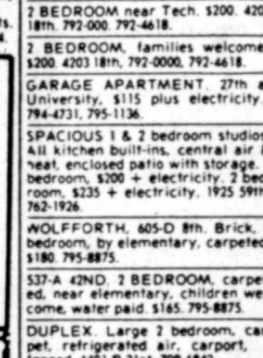 2 BEDROOM near Tech. $200. 420
18th. 792-000. 792-4618.
2 BEDROOM, families welcome
$200. 4203 18th, 792-0000, 792-4618.
GARAGE APARTMENT. 27th &
University, $115 plus electricity.
794-4731, 795-1136.
SPACIOUS 1 & 2 bedroom studios
All kitchen built-ins, central air &
heat, enclosed patio with storage.
bedroom, $200 + electricity. 2 bed
room, $235 + electricity. 1925 59th
762-1926.
WOLFFORTH, 605-D 8th. Brick,
bedroom, by elementary, carpeted
$180. 795-8875.
537-A 42ND. 2 BEDROOM, carpet
ed, near elementary, children wel
come, water paid. $165. 795-8875.
DUPLEX. Large 2 bedroom, car
pet, refrigerated air, carport,